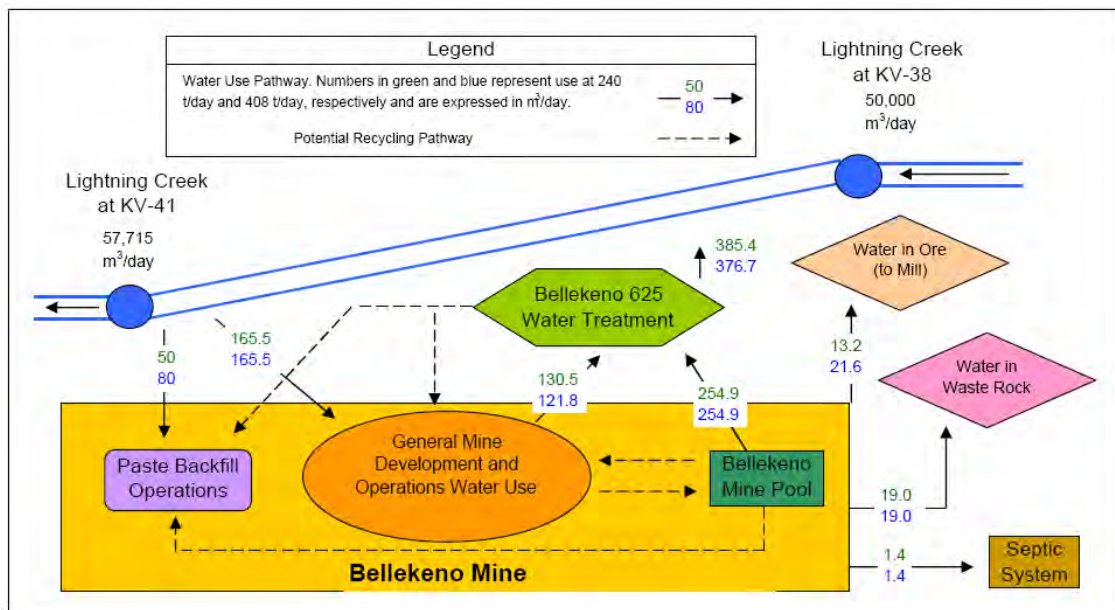 Legend
Water Use Pathway. Numbers in green and blue represent use at 240
t/day and 408 t/day, respectively and are expressed in m³/day.
50
80
Potential Recycling Pathway
Lightning Creek
at KV-38
50,000
m³/day
Lightning Creek
at KV-41
57,715
m³/day
385.4
376.7
Water in Ore
(to Mill)
Bellekeno 625
Water Treatment
50
80
165.5
165.5
130.5
121.8
254.9
254.9
13.2
21.6
Water in
Waste Rock
Paste Backfill
Operations
General Mine
Development and
Operations Water Use
Bellekeno
Mine Pool
19.0
19.0
1.4
1.4
Septic
System
Bellekeno Mine